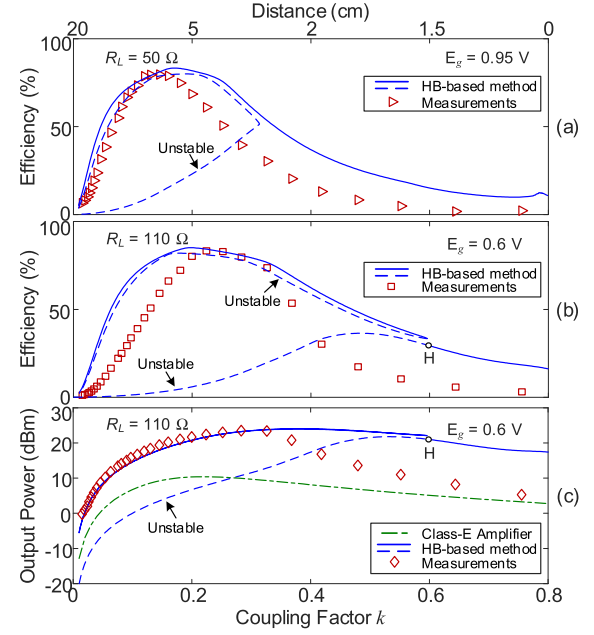 Distance (cm)
20 5 2 1.5 0
R_L = 50 Ω E_g = 0.95 V
HB-based method
Measurements
Unstable
100
50
0
Efficiency (%)
(a)
R_L = 110 Ω E_g = 0.6 V
HB-based method
Measurements
Unstable
Unstable
H
100
50
0
Efficiency (%)
(b)
R_L = 110 Ω E_g = 0.6 V
H
Unstable
Class-E Amplifier
HB-based method
Measurements
30
20
10
0
-10
-20
Output Power (dBm)
(c)
0 0.2 0.4 0.6 0.8
Coupling Factor k